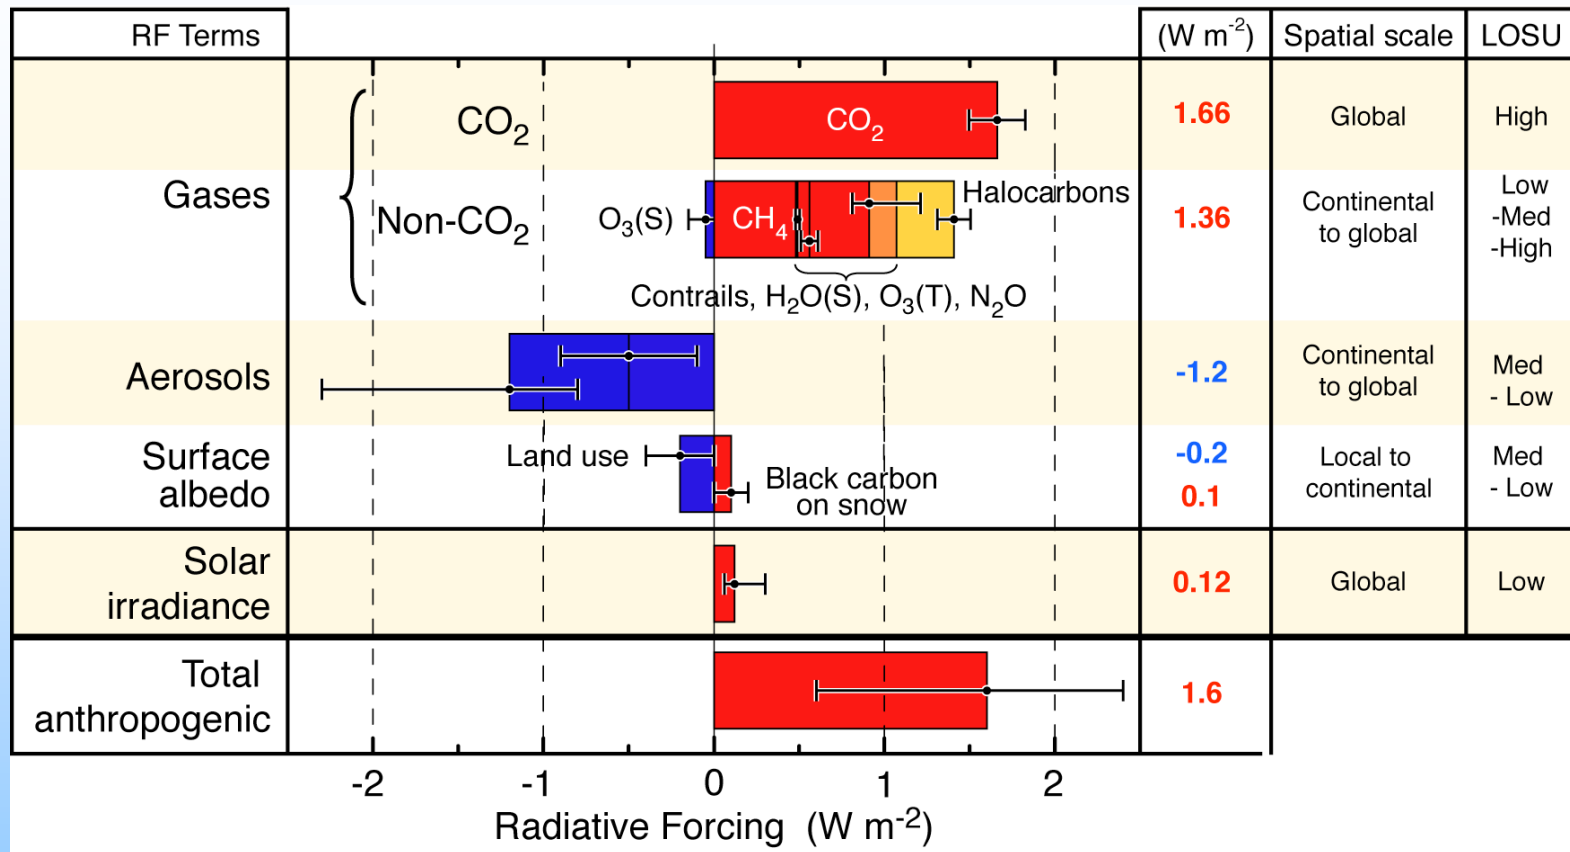 RF Terms
(W m-2)
Spatial scale
LOSU
Gases
CO2
CO2
1.66
Global
High
Non-CO2
O3(S)
CH4
Halocarbons
Contrails, H2O(S), O3(T), N2O
1.36
Continental
to global
Low
-Med
-High
Aerosols
-1.2
Continental
to global
Med
- Low
Surface
albedo
Land use
Black carbon
on snow
-0.2
0.1
Local to
continental
Med
- Low
Solar
irradiance
0.12
Global
Low
Total
anthropogenic
1.6
-2 -1 0 1 2
Radiative Forcing (W m-2)